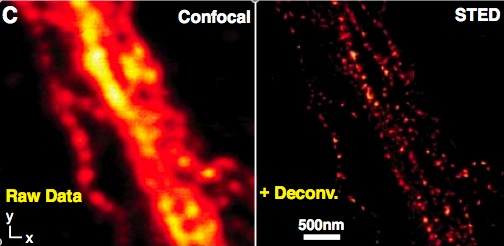 C
Confocal
STED
Raw Data
+ Deconv.
y
x
500nm